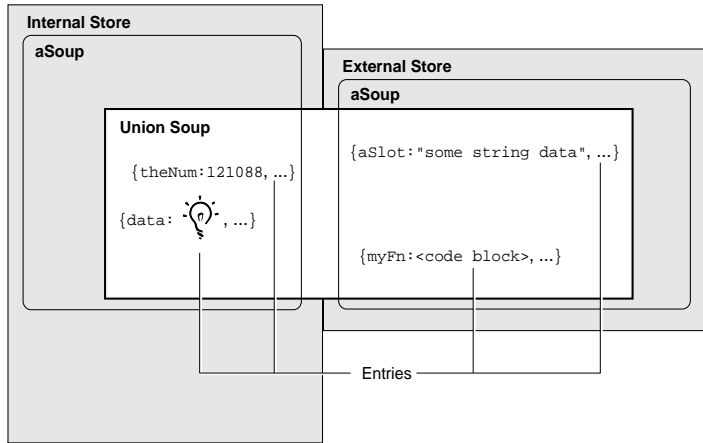 Internal Store
aSoup
External Store
aSoup
Union Soup
{aSlot:"some string data", ...}
{theNum:121088, ...}
{data: , ...}
{myFn:<code block>, ...}
Entries